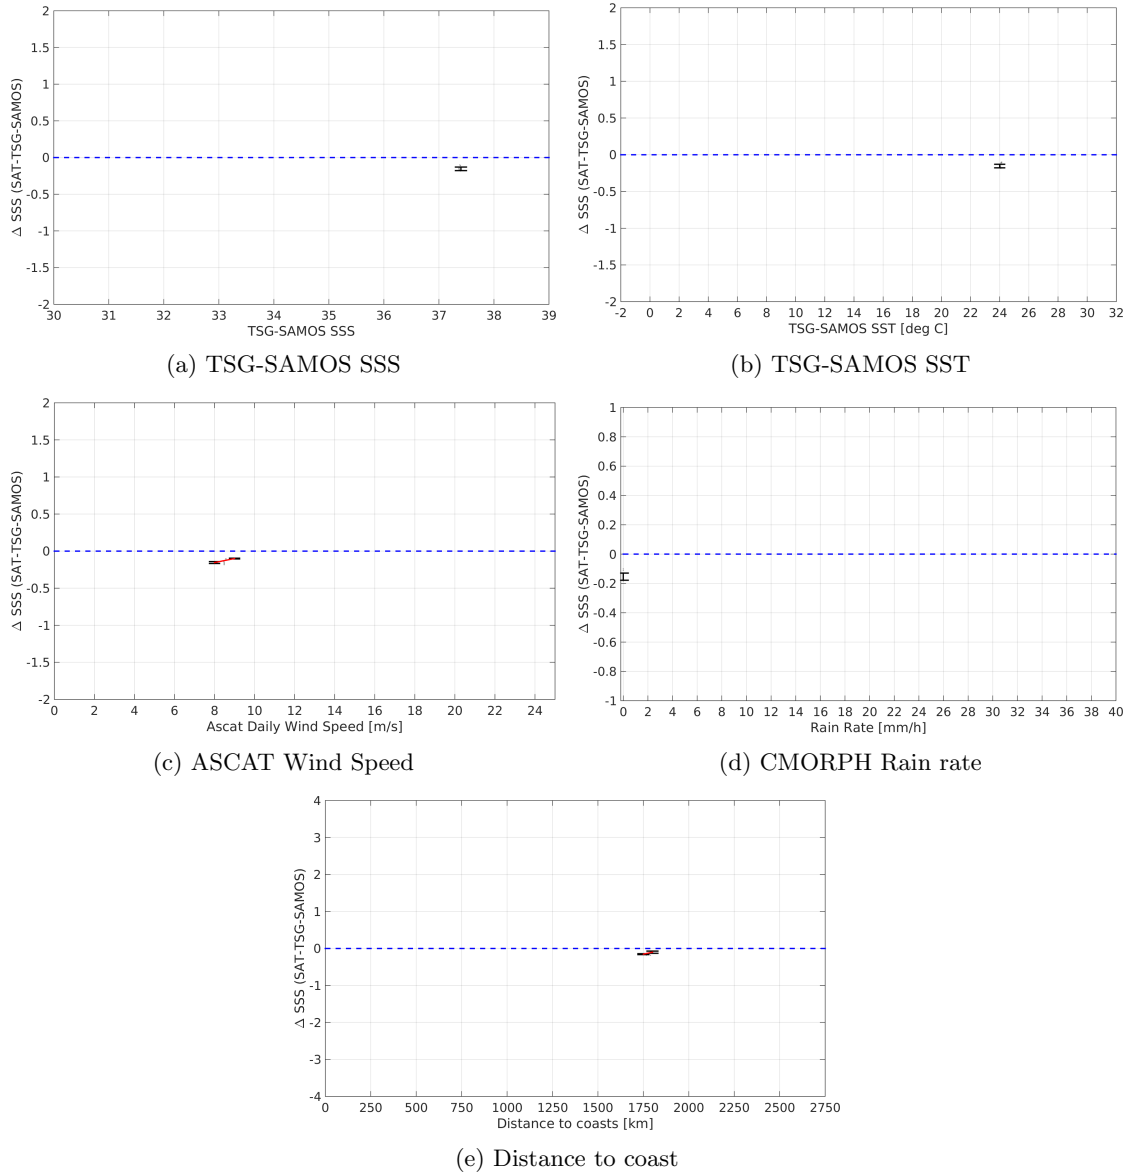 2
1.5
1
0.5
0
-0.5
-1
-1.5
-2
Δ SSS (SAT-TSG-SAMOS)
30 31 32 33 34 35 36 37 38 39
TSG-SAMOS SSS
(a) TSG-SAMOS SSS
2
1.5
1
0.5
0
-0.5
-1
-1.5
-2
Δ SSS (SAT-TSG-SAMOS)
-2 0 2 4 6 8 10 12 14 16 18 20 22 24 26 28 30 32
TSG-SAMOS SST [deg C]
(b) TSG-SAMOS SST
2
1.5
1
0.5
0
-0.5
-1
-1.5
-2
Δ SSS (SAT-TSG-SAMOS)
0 2 4 6 8 10 12 14 16 18 20 22 24
Ascat Daily Wind Speed [m/s]
(c) ASCAT Wind Speed
1
0.8
0.6
0.4
0.2
0
-0.2
-0.4
-0.6
-0.8
-1
Δ SSS (SAT-TSG-SAMOS)
0 2 4 6 8 10 12 14 16 18 20 22 24 26 28 30 32 34 36 38 40
Rain Rate [mm/h]
(d) CMORPH Rain rate
4
3
2
1
0
-1
-2
-3
-4
Δ SSS (SAT-TSG-SAMOS)
0 250 500 750 1000 1250 1500 1750 2000 2250 2500 2750
Distance to coasts [km]
(e) Distance to coast